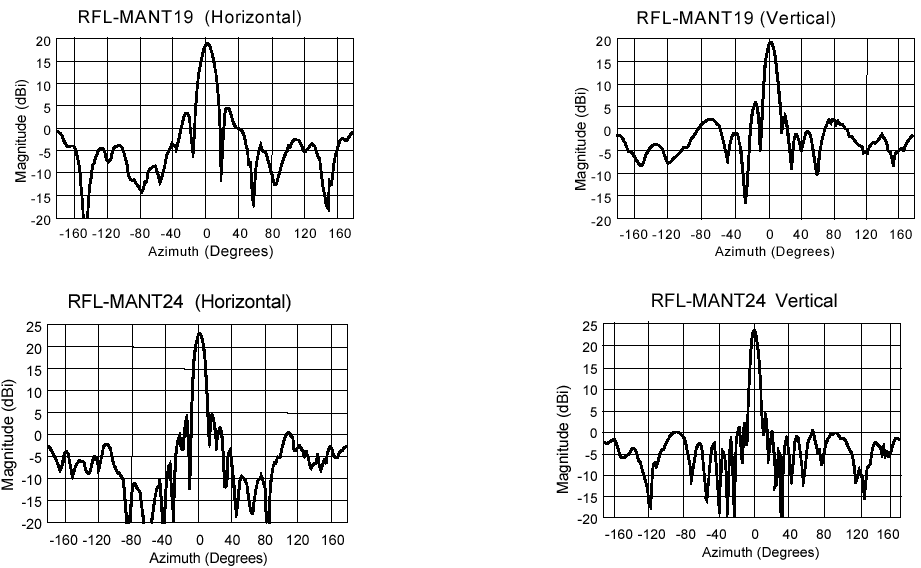 RFL-MANT19 (Horizontal)
20
15
10
5
0
-5
-10
-15
-20
Magnitude (dBi)
-160 -120 -80 -40 0 40 80 120 160
Azimuth (Degrees)
RFL-MANT19 (Vertical)
20
15
10
5
0
-5
-10
-15
-20
Magnitude (dBi)
-160 -120 -80 -40 0 40 80 120 160
Azimuth (Degrees)
RFL-MANT24 (Horizontal)
25
20
15
10
5
0
-5
-10
-15
-20
Magnitude (dBi)
-160 -120 -80 -40 0 40 80 120 160
Azimuth (Degrees)
RFL-MANT24 Vertical
25
20
15
10
5
0
-5
-10
-15
-20
Magnitude (dBi)
-160 -120 -80 -40 0 40 80 120 160
Azimuth (Degrees)